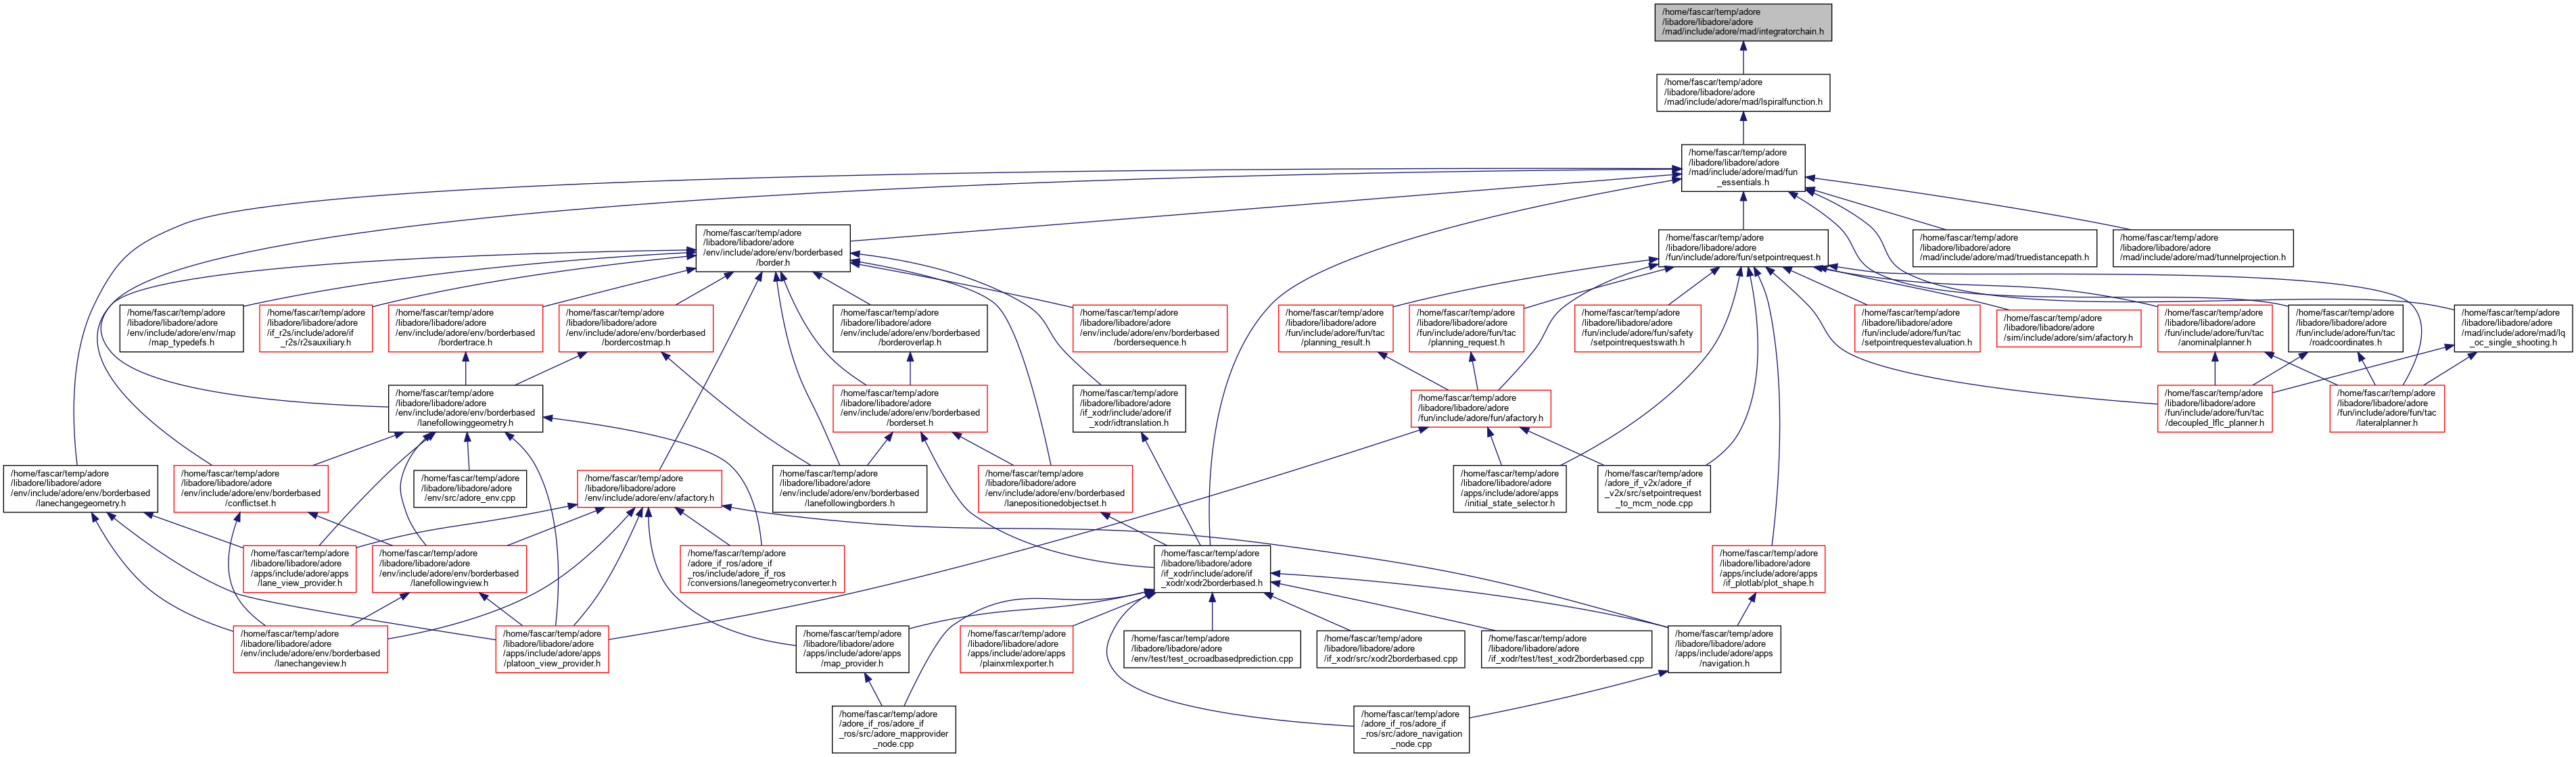 /home/fascar/temp/adore
/libadore/libadore/adore
/mad/include/adore/mad/integratorchain.h
/home/fascar/temp/adore
/libadore/libadore/adore
/mad/include/adore/mad/lspiralfunction.h
/home/fascar/temp/adore
/libadore/libadore/adore
/mad/include/adore/mad/fun
_essentials.h
/home/fascar/temp/adore
/libadore/libadore/adore
/env/include/adore/env/borderbased
/border.h
/home/fascar/temp/adore
/libadore/libadore/adore
/fun/include/adore/fun/setpointrequest.h
/home/fascar/temp/adore
/libadore/libadore/adore
/mad/include/adore/mad/truedistancepath.h
/home/fascar/temp/adore
/libadore/libadore/adore
/mad/include/adore/mad/tunnelprojection.h
/home/fascar/temp/adore
/libadore/libadore/adore
/env/include/adore/env/map
/map_typedefs.h
/home/fascar/temp/adore
/libadore/libadore/adore
/if_r2s/include/adore/if
_r2s/r2sauxiliary.h
/home/fascar/temp/adore
/libadore/libadore/adore
/env/include/adore/env/borderbased
/bordertrace.h
/home/fascar/temp/adore
/libadore/libadore/adore
/env/include/adore/env/borderbased
/bordercostmap.h
/home/fascar/temp/adore
/libadore/libadore/adore
/env/include/adore/env/borderbased
/borderoverlap.h
/home/fascar/temp/adore
/libadore/libadore/adore
/env/include/adore/env/borderbased
/bordersequence.h
/home/fascar/temp/adore
/libadore/libadore/adore
/fun/include/adore/fun/tac
/planning_result.h
/home/fascar/temp/adore
/libadore/libadore/adore
/fun/include/adore/fun/tac
/planning_request.h
/home/fascar/temp/adore
/libadore/libadore/adore
/fun/include/adore/fun/safety
/setpointrequestswath.h
/home/fascar/temp/adore
/libadore/libadore/adore
/fun/include/adore/fun/tac
/setpointrequestevaluation.h
/home/fascar/temp/adore
/libadore/libadore/adore
/sim/include/adore/sim/afactory.h
/home/fascar/temp/adore
/libadore/libadore/adore
/fun/include/adore/fun/tac
/anominalplanner.h
/home/fascar/temp/adore
/libadore/libadore/adore
/fun/include/adore/fun/tac
/roadcoordinates.h
/home/fascar/temp/adore
/libadore/libadore/adore
/mad/include/adore/mad/lq
_oc_single_shooting.h
/home/fascar/temp/adore
/libadore/libadore/adore
/env/include/adore/env/borderbased
/lanefollowinggeometry.h
/home/fascar/temp/adore
/libadore/libadore/adore
/env/include/adore/env/borderbased
/borderset.h
/home/fascar/temp/adore
/libadore/libadore/adore
/if_xodr/include/adore/if
_xodr/idtranslation.h
/home/fascar/temp/adore
/libadore/libadore/adore
/fun/include/adore/fun/afactory.h
/home/fascar/temp/adore
/libadore/libadore/adore
/fun/include/adore/fun/tac
/decoupled_lflc_planner.h
/home/fascar/temp/adore
/libadore/libadore/adore
/fun/include/adore/fun/tac
/lateralplanner.h
/home/fascar/temp/adore
/libadore/libadore/adore
/env/include/adore/env/borderbased
/lanechangegeometry.h
/home/fascar/temp/adore
/libadore/libadore/adore
/env/include/adore/env/borderbased
/conflictset.h
/home/fascar/temp/adore
/libadore/libadore/adore
/env/src/adore_env.cpp
/home/fascar/temp/adore
/libadore/libadore/adore
/env/include/adore/env/afactory.h
/home/fascar/temp/adore
/libadore/libadore/adore
/env/include/adore/env/borderbased
/lanefollowingborders.h
/home/fascar/temp/adore
/libadore/libadore/adore
/env/include/adore/env/borderbased
/lanepositionedobjectset.h
/home/fascar/temp/adore
/libadore/libadore/adore
/apps/include/adore/apps
/initial_state_selector.h
/home/fascar/temp/adore
/adore_if_v2x/adore_if
_v2x/src/setpointrequest
_to_mcm_node.cpp
/home/fascar/temp/adore
/libadore/libadore/adore
/apps/include/adore/apps
/lane_view_provider.h
/home/fascar/temp/adore
/libadore/libadore/adore
/env/include/adore/env/borderbased
/lanefollowingview.h
/home/fascar/temp/adore
/adore_if_ros/adore_if
_ros/include/adore_if_ros
/conversions/lanegeometryconverter.h
/home/fascar/temp/adore
/libadore/libadore/adore
/if_xodr/include/adore/if
_xodr/xodr2borderbased.h
/home/fascar/temp/adore
/libadore/libadore/adore
/apps/include/adore/apps
/if_plotlab/plot_shape.h
/home/fascar/temp/adore
/libadore/libadore/adore
/env/include/adore/env/borderbased
/lanechangeview.h
/home/fascar/temp/adore
/libadore/libadore/adore
/apps/include/adore/apps
/platoon_view_provider.h
/home/fascar/temp/adore
/libadore/libadore/adore
/apps/include/adore/apps
/map_provider.h
/home/fascar/temp/adore
/libadore/libadore/adore
/apps/include/adore/apps
/plainxmlexporter.h
/home/fascar/temp/adore
/libadore/libadore/adore
/env/test/test_ocroadbasedprediction.cpp
/home/fascar/temp/adore
/libadore/libadore/adore
/if_xodr/src/xodr2borderbased.cpp
/home/fascar/temp/adore
/libadore/libadore/adore
/if_xodr/test/test_xodr2borderbased.cpp
/home/fascar/temp/adore
/libadore/libadore/adore
/apps/include/adore/apps
/navigation.h
/home/fascar/temp/adore
/adore_if_ros/adore_if
_ros/src/adore_mapprovider
_node.cpp
/home/fascar/temp/adore
/adore_if_ros/adore_if
_ros/src/adore_navigation
_node.cpp